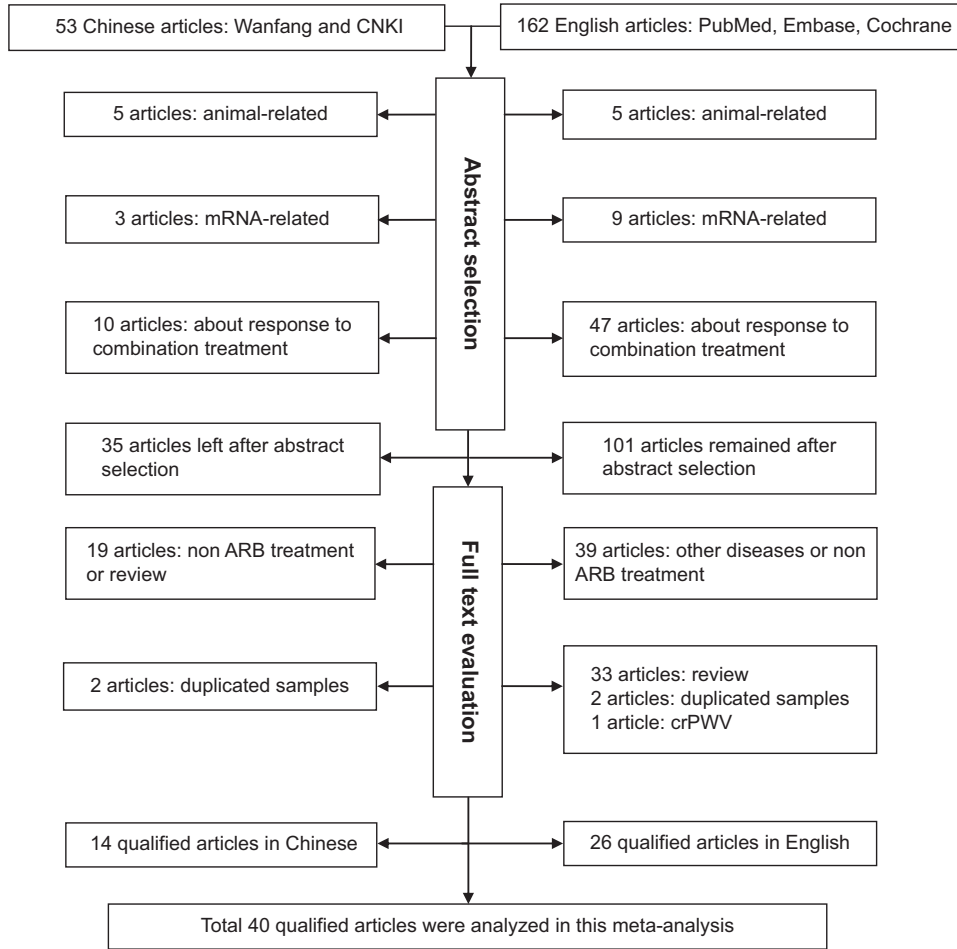 53 Chinese articles: Wanfang and CNKI
162 English articles: PubMed, Embase, Cochrane
Abstract selection
5 articles: animal-related
5 articles: animal-related
3 articles: mRNA-related
9 articles: mRNA-related
10 articles: about response to
combination treatment
47 articles: about response to
combination treatment
35 articles left after abstract
selection
101 articles remained after
abstract selection
Full text evaluation
19 articles: non ARB treatment
or review
39 articles: other diseases or non
ARB treatment
2 articles: duplicated samples
33 articles: review
2 articles: duplicated samples
1 article: crPWV
14 qualified articles in Chinese
26 qualified articles in English
Total 40 qualified articles were analyzed in this meta-analysis